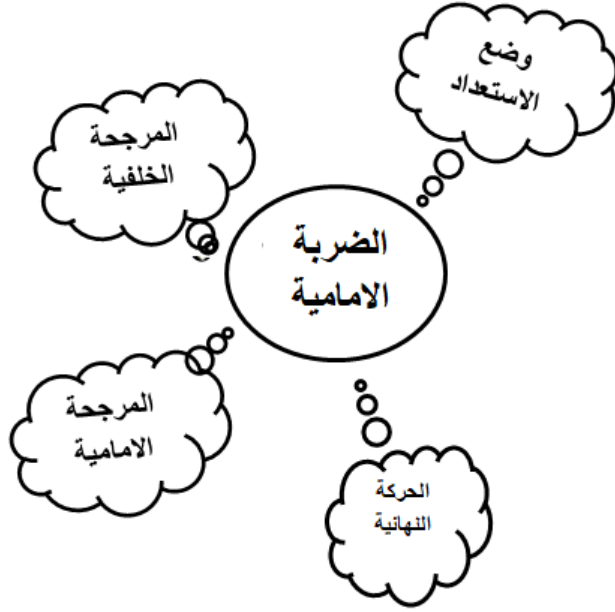 وضع
الاستعداد
المرجحة
الخلفية
الضربة
الامامية
المرجحة
الامامية
الحركة
النهائية